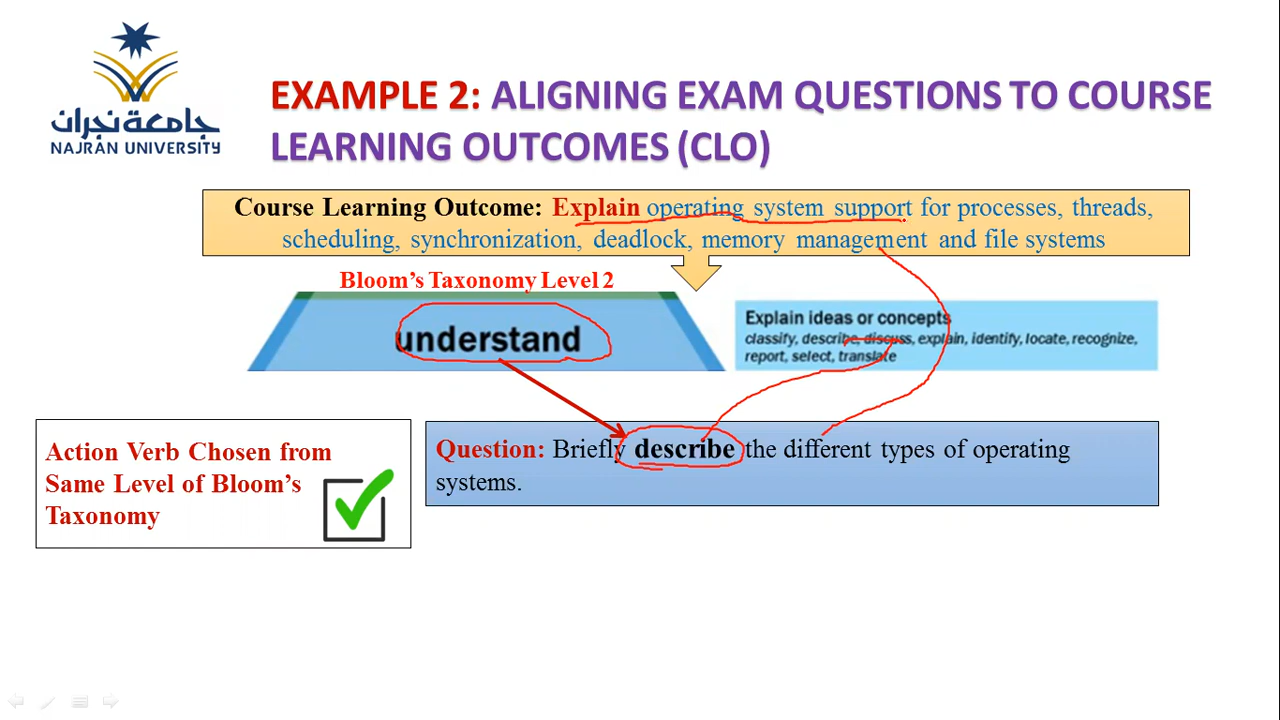 جامعة نجران
NAJRAN UNIVERSITY
EXAMPLE 2: ALIGNING EXAM QUESTIONS TO COURSE
LEARNING OUTCOMES (CLO)
Course Learning Outcome: Explain operating system support for processes, threads,
scheduling, synchronization, deadlock, memory management and file systems
Bloom's Taxonomy Level 2
understand
Explain ideas or concepts
classify, describe, discuss, explain, identify, locate, recognize,
report, select, translate
Action Verb Chosen from
Same Level of Bloom's
Taxonomy
Question: Briefly describe the different types of operating
systems.